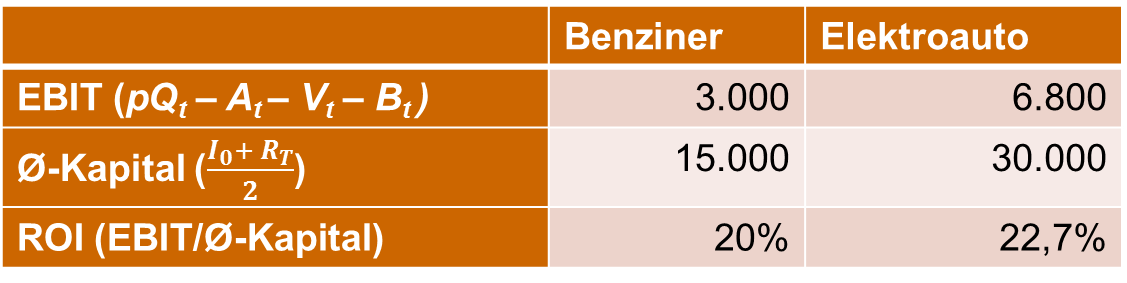 Benziner Elektroauto
EBIT (pQt – At – Vt – Bt) 3.000 6.800
Ø-Kapital (I0 + RT / 2) 15.000 30.000
ROI (EBIT/Ø-Kapital) 20% 22,7%